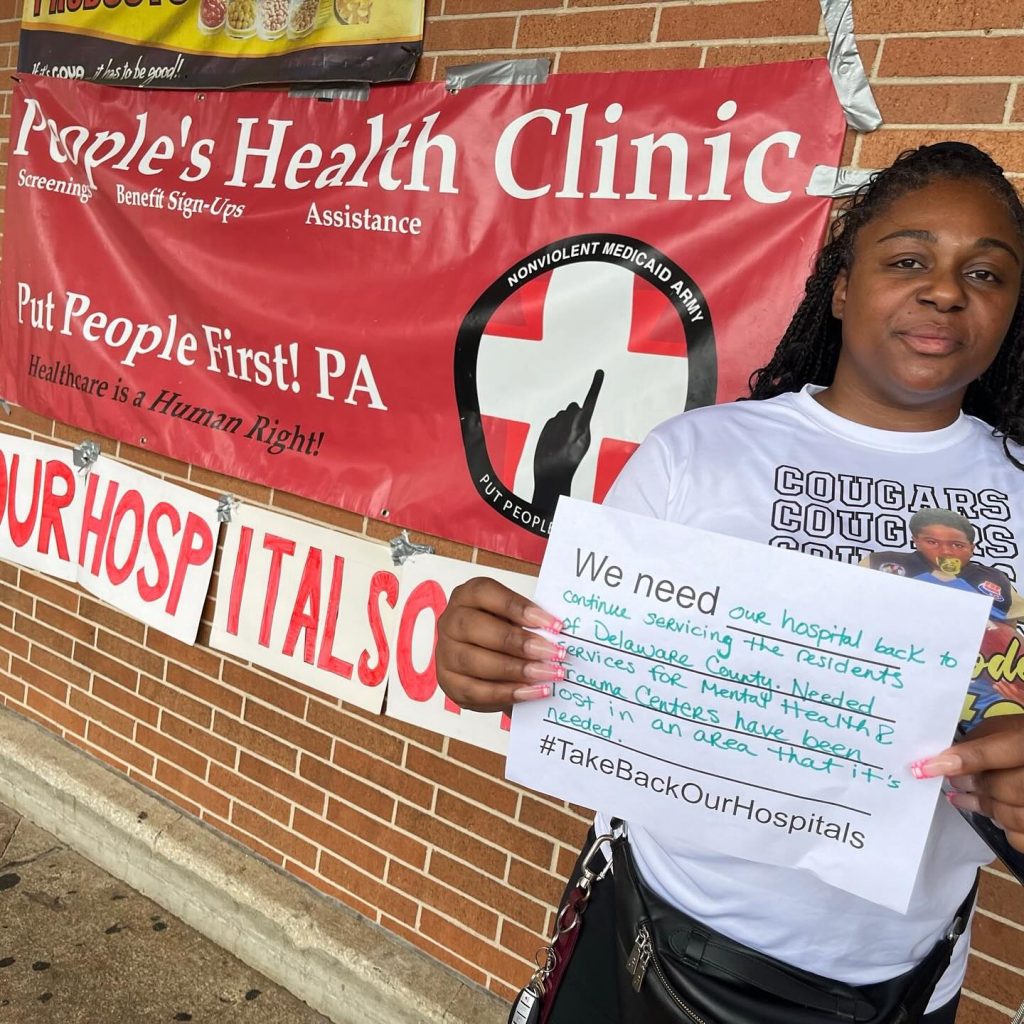 If it's GOYA... it has to be good!
People's Health Clinic
Screenings Benefit Sign-Ups Assistance
NONVIOLENT MEDICAID ARMY
PUT PEOPLE
Put People First! PA
Healthcare is a Human Right!
OUR HOSPITALS
COUGARS
COUGARS
We need our hospital back to
continue servicing the residents
of Delaware County. Needed
services for Mental Health &
Trauma Centers have been
lost in an area that it's
needed.
#TakeBackOurHospitals